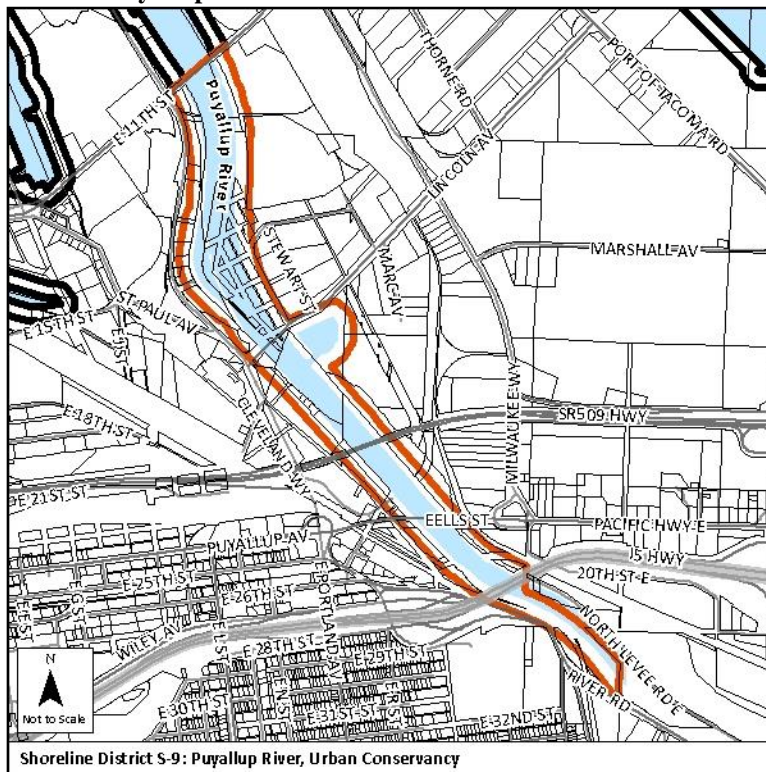 THORNE RD
PORT OF TACOMA RD
Puyallup River
E 11TH ST
LINCOLN AV
STEWART ST
MARC AV
MARSHALL AV
ST PAUL AV
E 15TH ST
E 18TH ST
CLEVELAND WY
MILWAUKEE WY
SR509 HWY
E 21ST ST
EELLS ST
PACIFIC HWY E
PUYALLUP AV
I5 HWY
20TH ST E
E 25TH ST
E 26TH ST
E G ST
E PORTLAND AV
WILEY AV
E L ST
E 28TH ST
E 29TH ST
NORTH LEVEE RD E
RIVER RD
E N ST
E R ST
E 30TH ST
E 31ST ST
E 32ND ST
N
Not to Scale
Shoreline District S-9: Puyallup River, Urban Conservancy